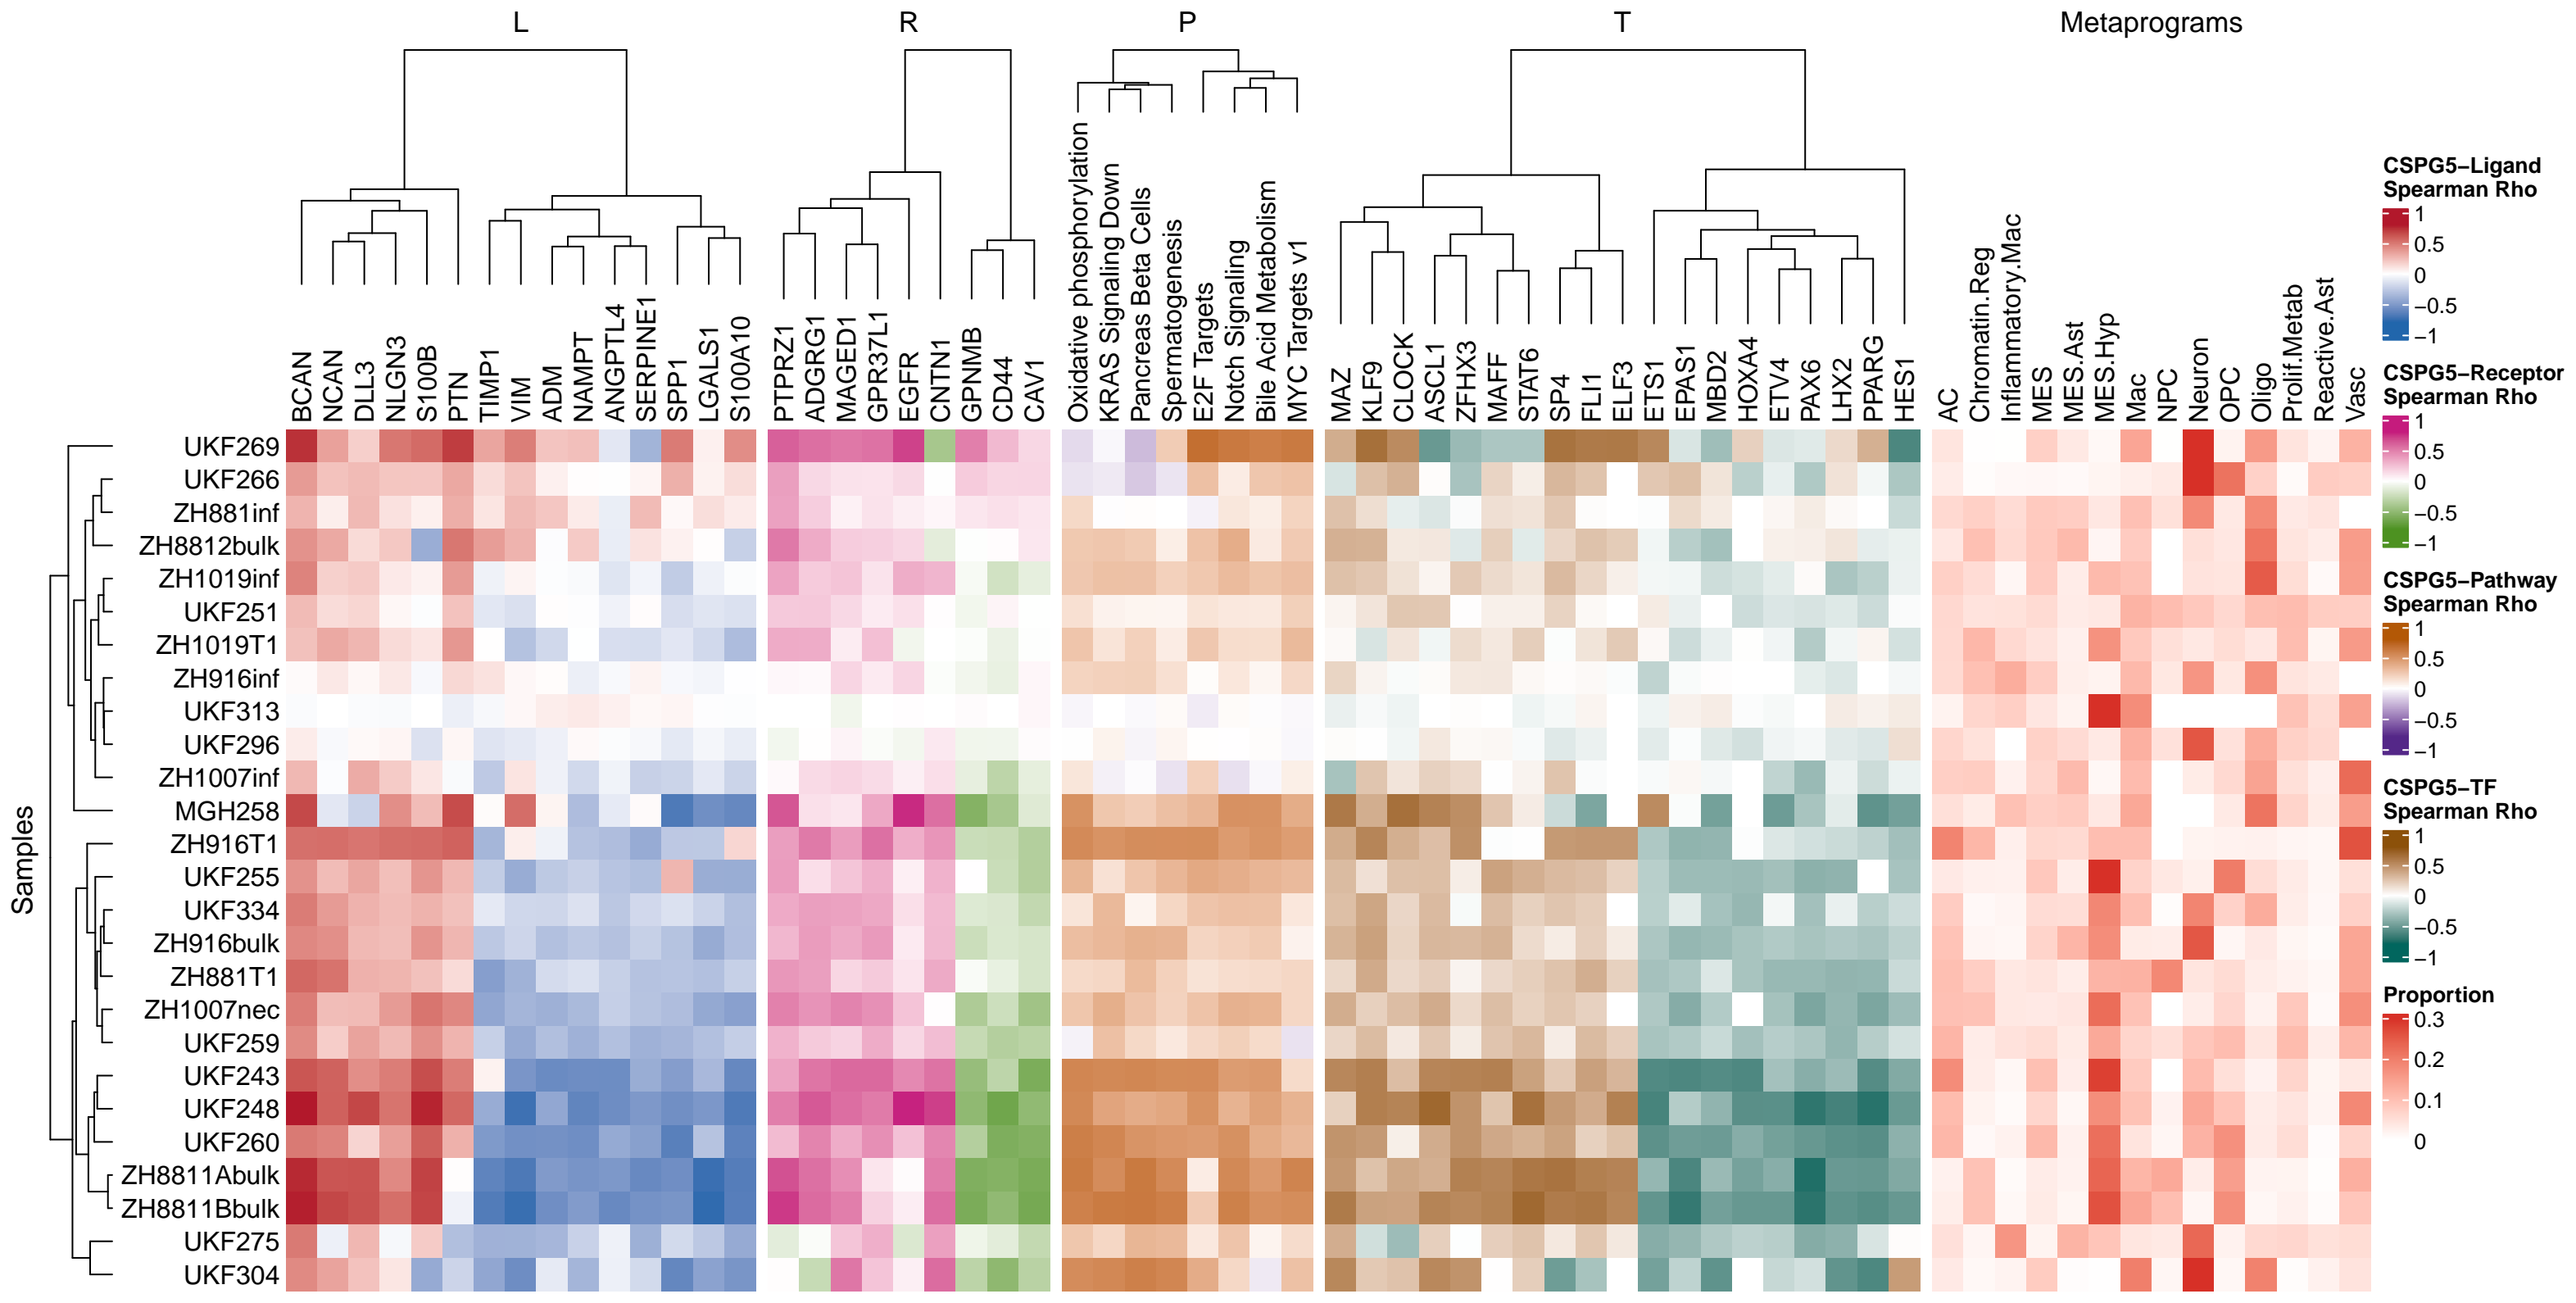 L
R
P
T
Metaprograms
BCAN
NCAN
DLL3
NLGN3
S100B
PTN
TIMP1
VIM
ADM
NAMPT
ANGPTL4
SERPINE1
SPP1
LGALS1
S100A10
PTPRZ1
ADGRG1
MAGED1
GPR37L1
EGFR
CNTN1
GPNMB
CD44
CAV1
Oxidative phosphorylation
KRAS Signaling Down
Pancreas Beta Cells
Spermatogenesis
E2F Targets
Notch Signaling
Bile Acid Metabolism
MYC Targets v1
MAZ
KLF9
CLOCK
ASCL1
ZFHX3
MAFF
STAT6
SP4
FLI1
ELF3
ETS1
EPAS1
MBD2
HOXA4
ETV4
PAX6
LHX2
PPARG
HES1
AC
Chromatin.Reg
Inflammatory.Mac
MES
MES.Ast
MES.Hyp
Mac
NPC
Neuron
OPC
Oligo
Prolif.Metab
Reactive.Ast
Vasc
Samples
UKF269
UKF266
ZH881inf
ZH8812bulk
ZH1019inf
UKF251
ZH1019T1
ZH916inf
UKF313
UKF296
ZH1007inf
MGH258
ZH916T1
UKF255
UKF334
ZH916bulk
ZH881T1
ZH1007nec
UKF259
UKF243
UKF248
UKF260
ZH8811Abulk
ZH8811Bbulk
UKF275
UKF304
CSPG5−Ligand
Spearman Rho
1
0.5
0
−0.5
−1
CSPG5−Receptor
Spearman Rho
1
0.5
0
−0.5
−1
CSPG5−Pathway
Spearman Rho
1
0.5
0
−0.5
−1
CSPG5−TF
Spearman Rho
1
0.5
0
−0.5
−1
Proportion
0.3
0.2
0.1
0